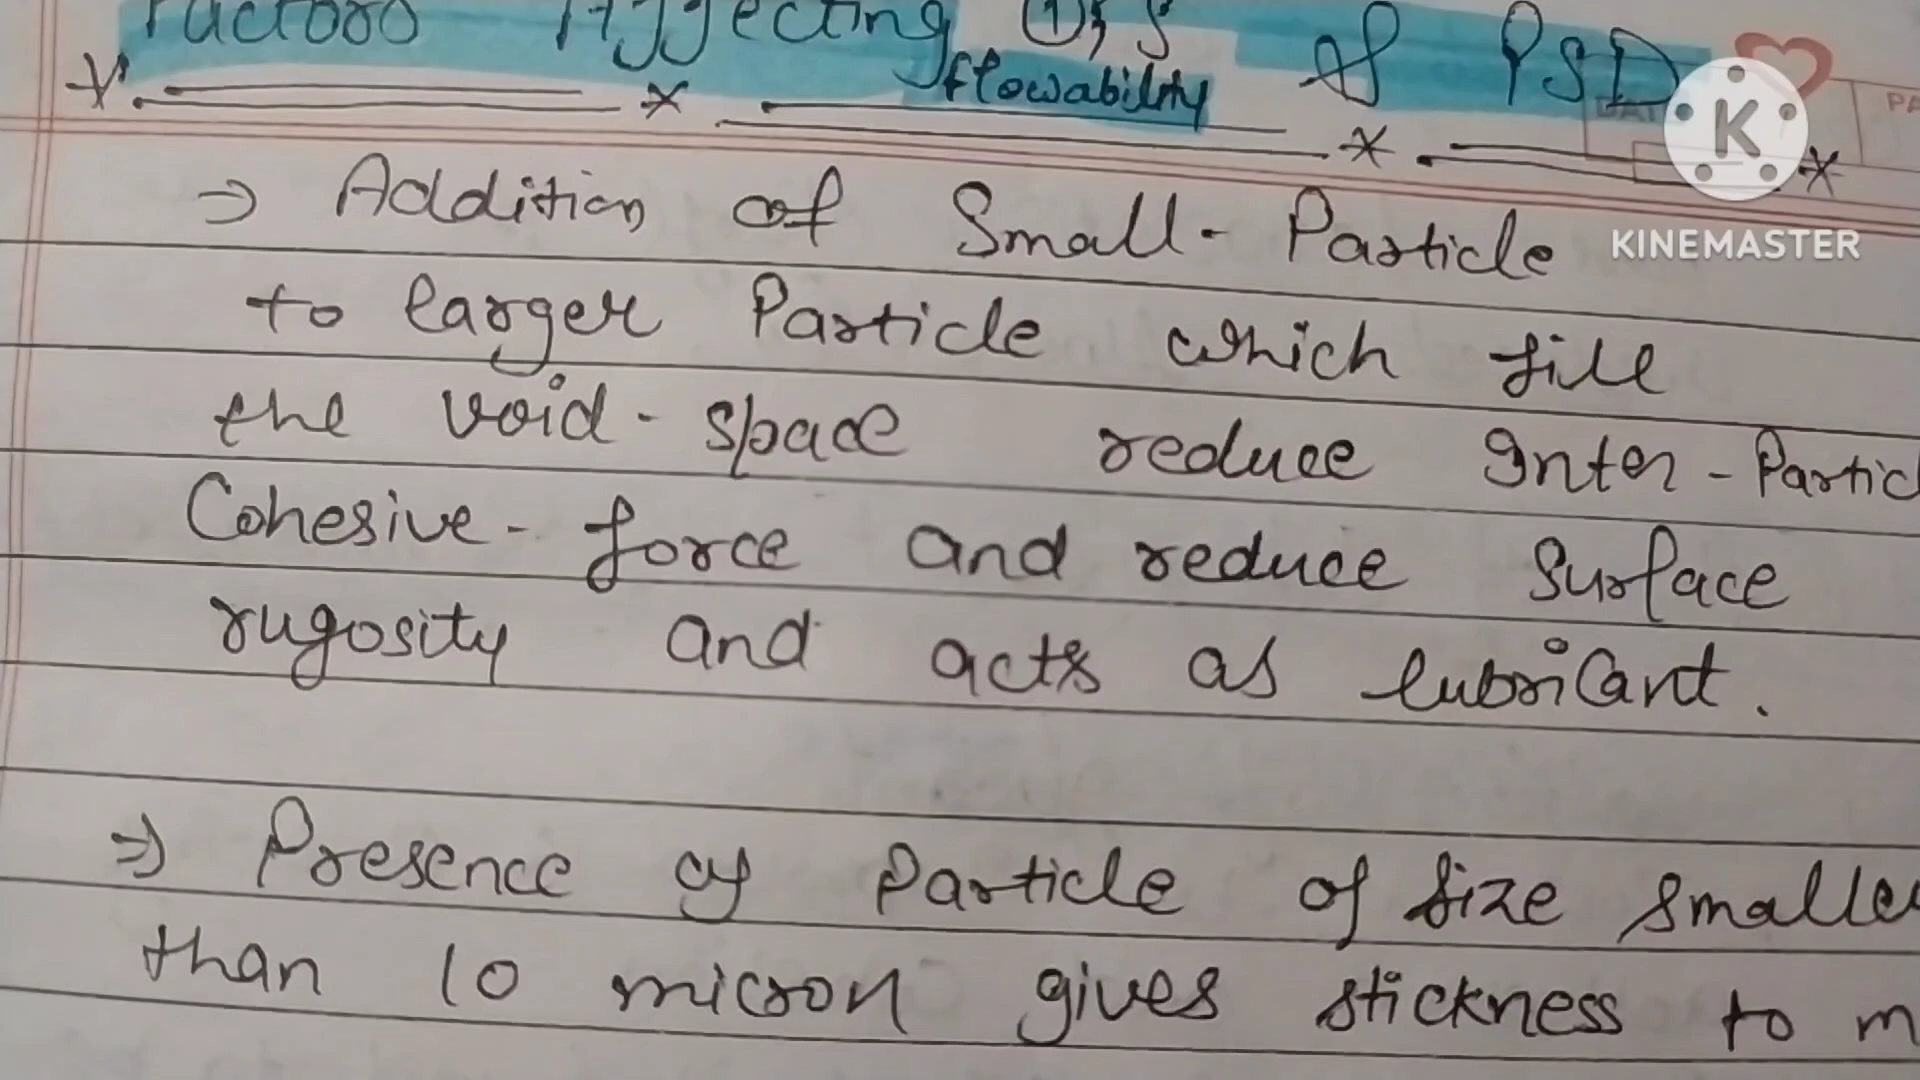 Factors Affecting flowability of PSD
KINEMASTER
⇒ Addition of Small-Particle
to larger Particle which fill
the void-space reduce Inter-Partic
Cohesive-force and reduce Surface
rugosity and acts as lubricant.
⇒ Presence of Particle of size smaller
than 10 micron gives stickness to m